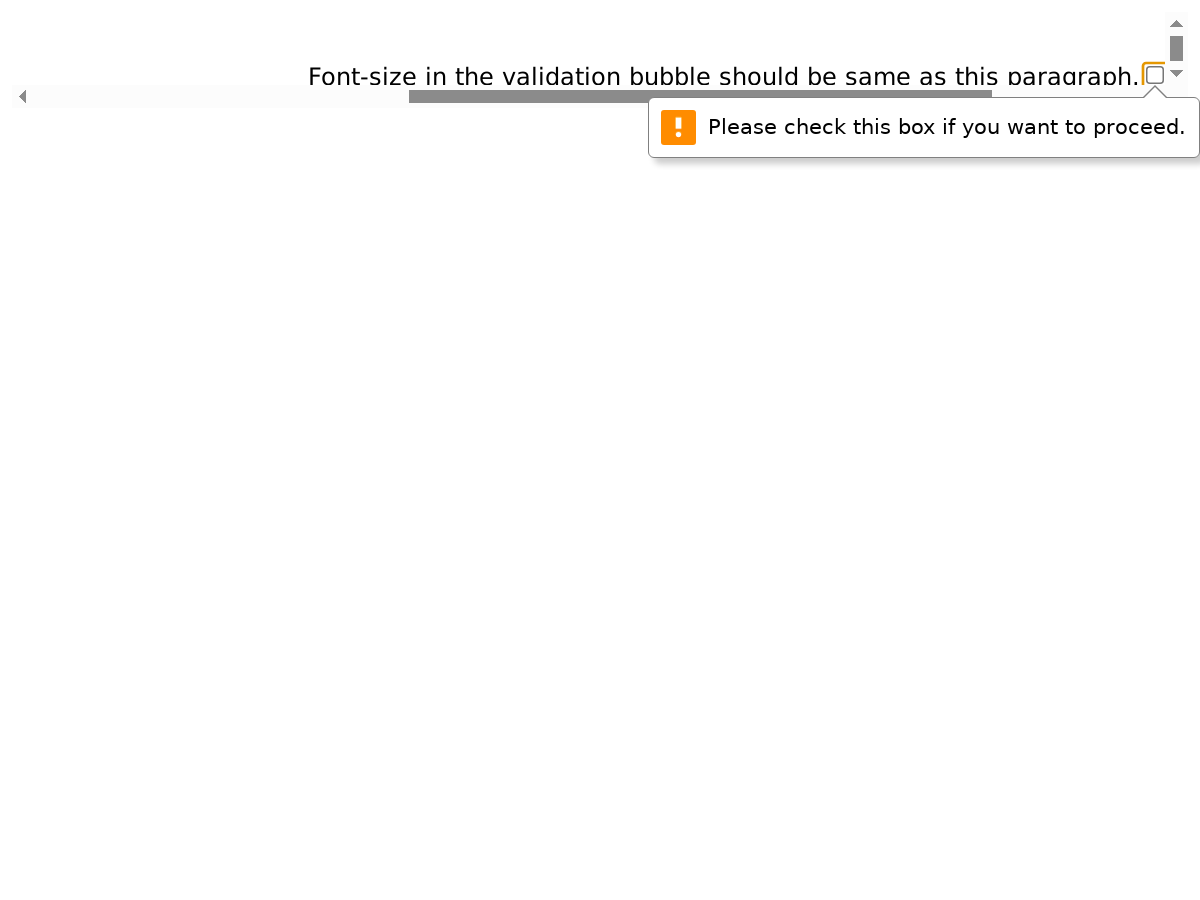 Font-size in the validation bubble should be same as this paragraph.
Please check this box if you want to proceed.